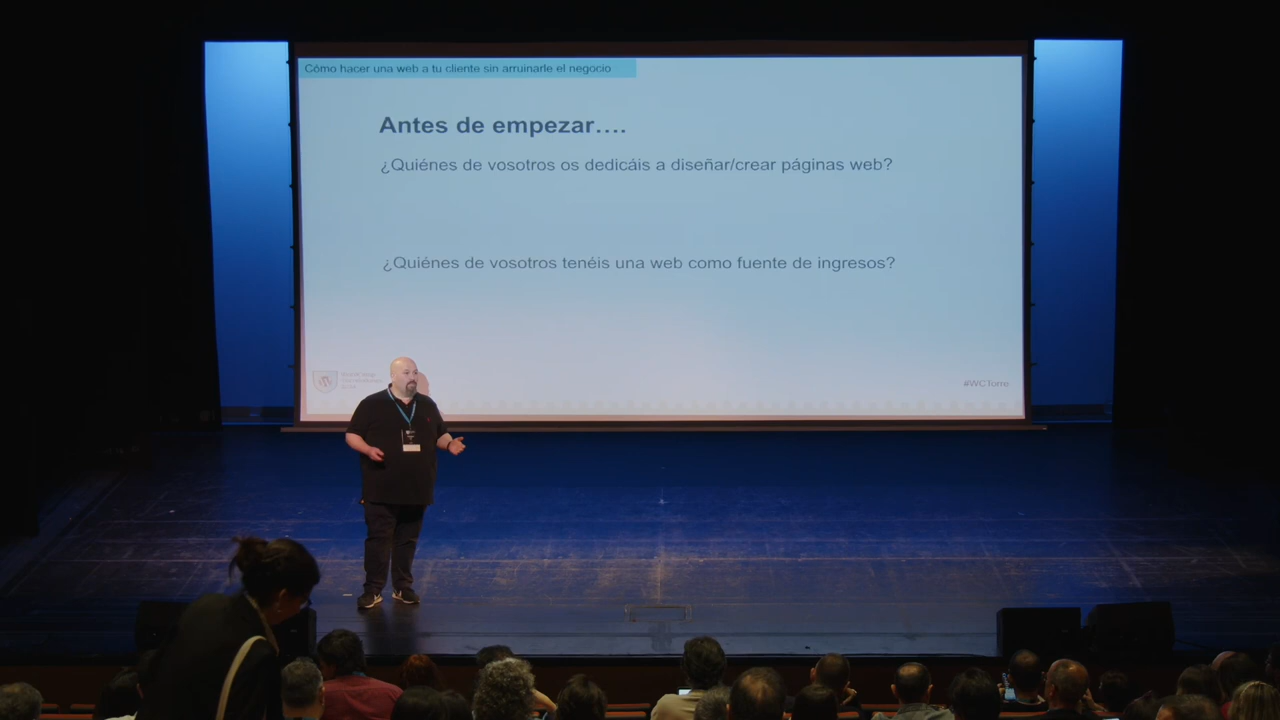 Cómo hacer una web a tu cliente sin arruinarle el negocio
Antes de empezar....
¿Quiénes de vosotros os dedicáis a diseñar/crear páginas web?
¿Quiénes de vosotros tenéis una web como fuente de ingresos?
#WCTorre